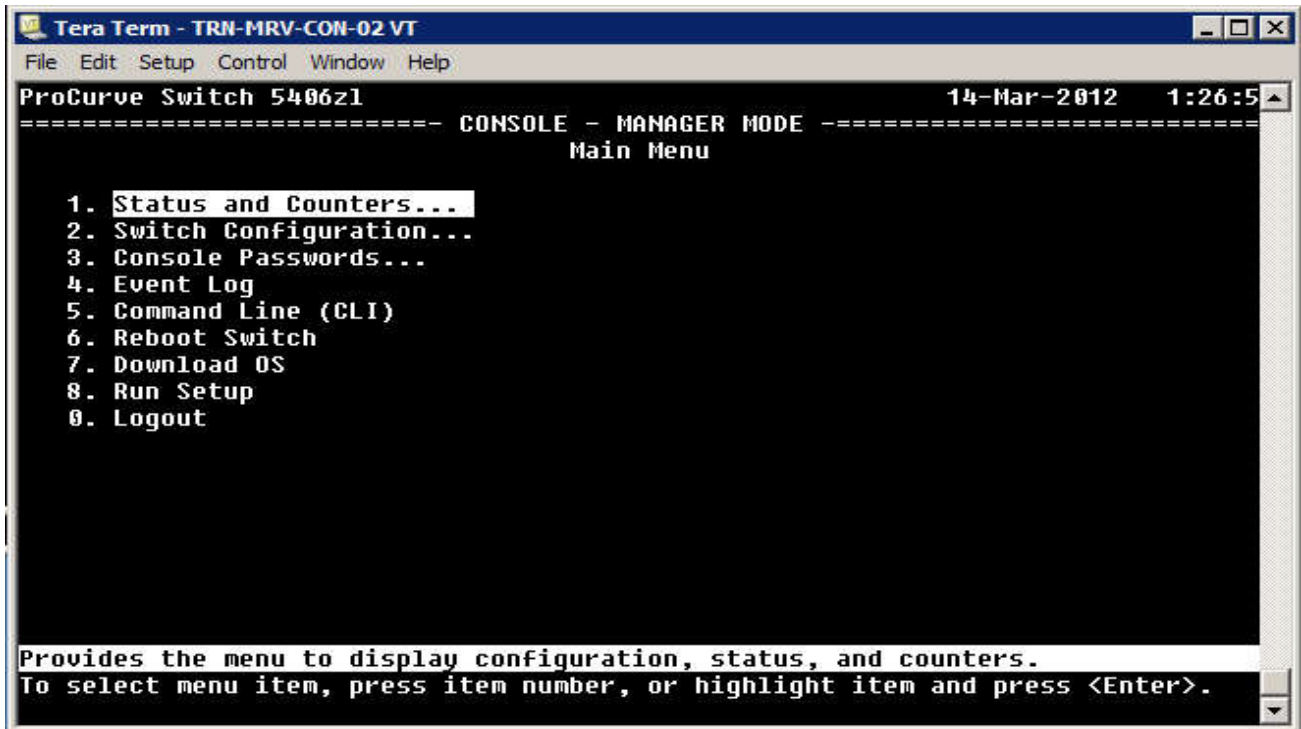 Tera Term - TRN-MRV-CON-02 VT
File Edit Setup Control Window Help
ProCurve Switch 5406zl 14-Mar-2012 1:26:5
==========================- CONSOLE - MANAGER MODE -===========================
Main Menu
1. Status and Counters...
2. Switch Configuration...
3. Console Passwords...
4. Event Log
5. Command Line (CLI)
6. Reboot Switch
7. Download OS
8. Run Setup
0. Logout
Provides the menu to display configuration, status, and counters.
To select menu item, press item number, or highlight item and press <Enter>.